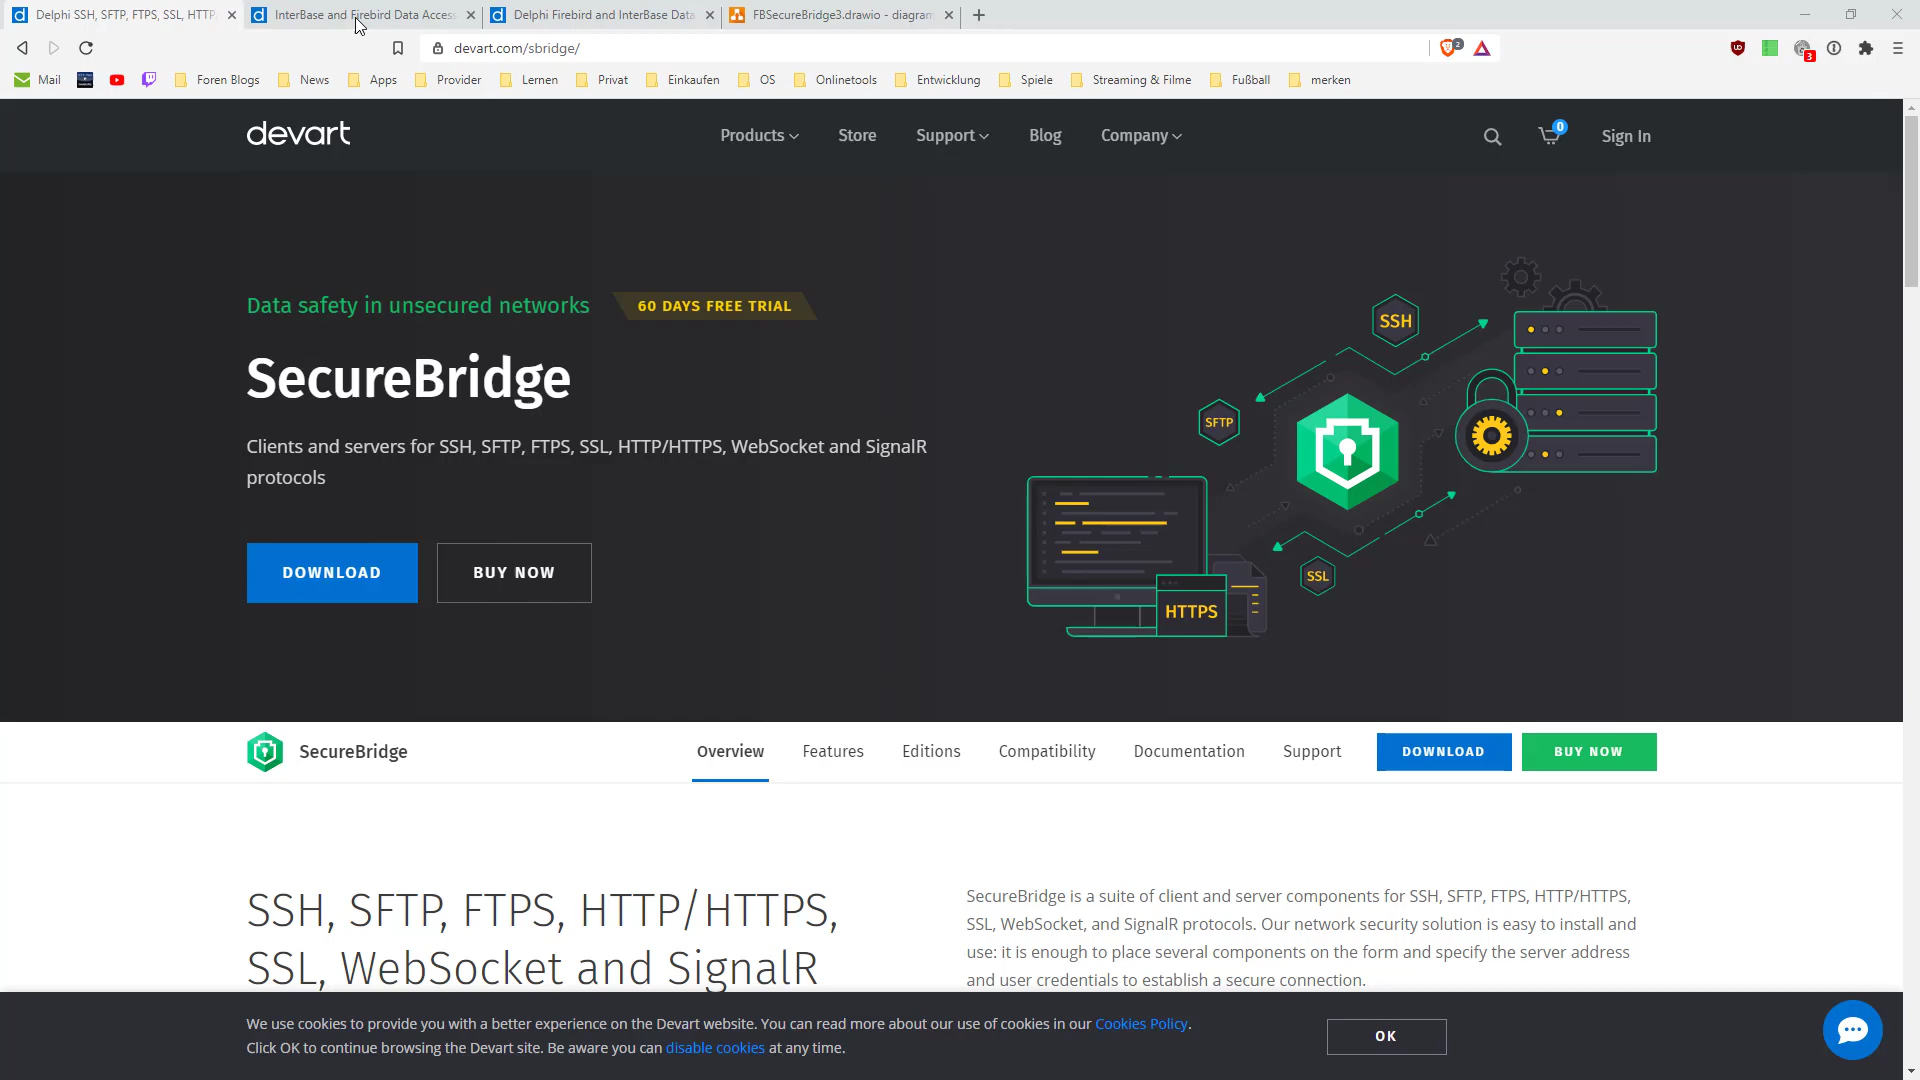 Delphi SSH, SFTP, FTPS, SSL, HTTP
InterBase and Firebird Data Access
Delphi Firebird and InterBase Data
FBSecureBridge3.drawio - diagram
devart.com/sbridge/
2
3
Mail
Foren Blogs
News
Apps
Provider
Lernen
Privat
Einkaufen
OS
Onlinetools
Entwicklung
Spiele
Streaming & Filme
Fußball
merken
devart
Products
Store
Support
Blog
Company
0
Sign In
Data safety in unsecured networks
60 DAYS FREE TRIAL
SecureBridge
Clients and servers for SSH, SFTP, FTPS, SSL, HTTP/HTTPS, WebSocket and SignalR
protocols
DOWNLOAD
BUY NOW
SSH
SFTP
SSL
HTTPS
SecureBridge
Overview
Features
Editions
Compatibility
Documentation
Support
DOWNLOAD
BUY NOW
SSH, SFTP, FTPS, HTTP/HTTPS,
SSL, WebSocket and SignalR
SecureBridge is a suite of client and server components for SSH, SFTP, FTPS, HTTP/HTTPS,
SSL, WebSocket, and SignalR protocols. Our network security solution is easy to install and
use: it is enough to place several components on the form and specify the server address
and user credentials to establish a secure connection.
We use cookies to provide you with a better experience on the Devart website. You can read more about our use of cookies in our Cookies Policy.
Click OK to continue browsing the Devart site. Be aware you can disable cookies at any time.
OK